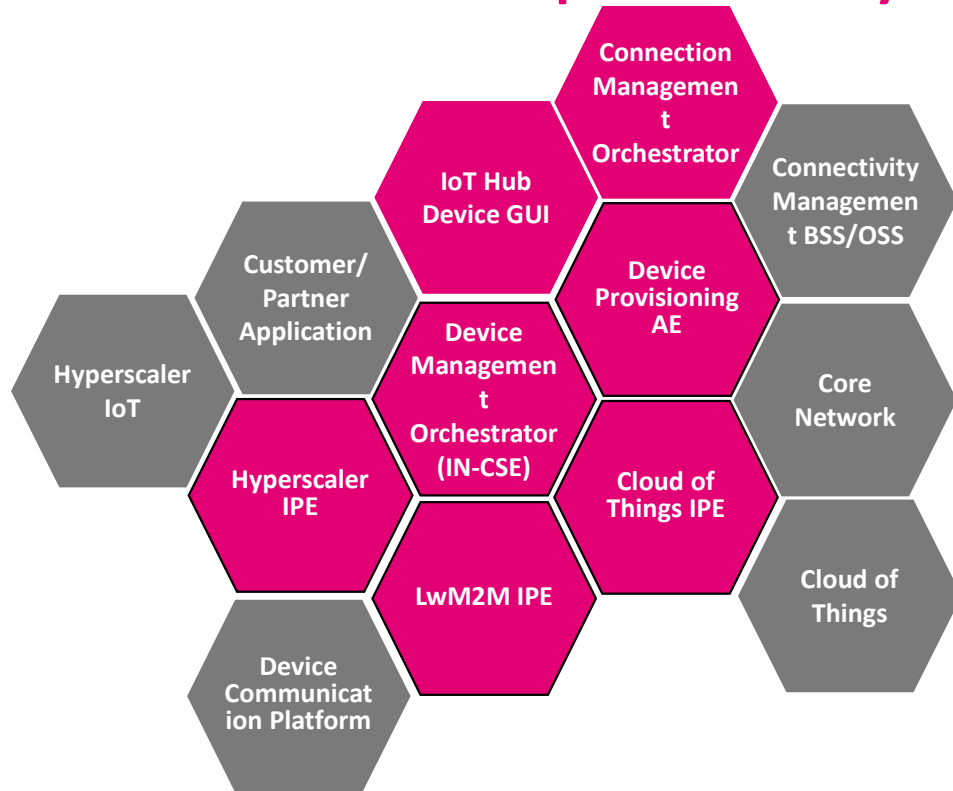 Connection
Managemen
t
Orchestrator
IoT Hub
Device GUI
Connectivity
Managemen
t BSS/OSS
Customer/
Partner
Application
Device
Provisioning
AE
Hyperscaler
IoT
Device
Managemen
t
Orchestrator
(IN-CSE)
Core
Network
Hyperscaler
IPE
Cloud of
Things IPE
LwM2M IPE
Cloud of
Things
Device
Communicat
ion Platform